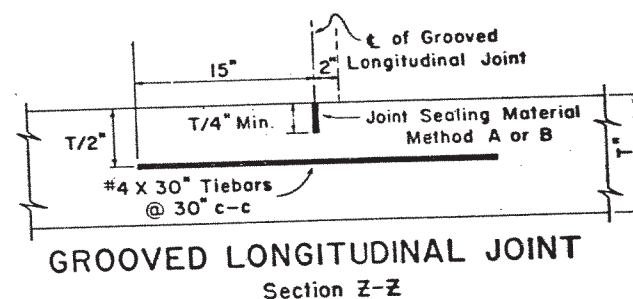 ℄ of Grooved
Longitudinal Joint
15"
2"
T/4" Min.
Joint Sealing Material
Method A or B
T/2"
T"
#4 X 30" Tiebars
@ 30" c-c
GROOVED LONGITUDINAL JOINT
Section Z-Z